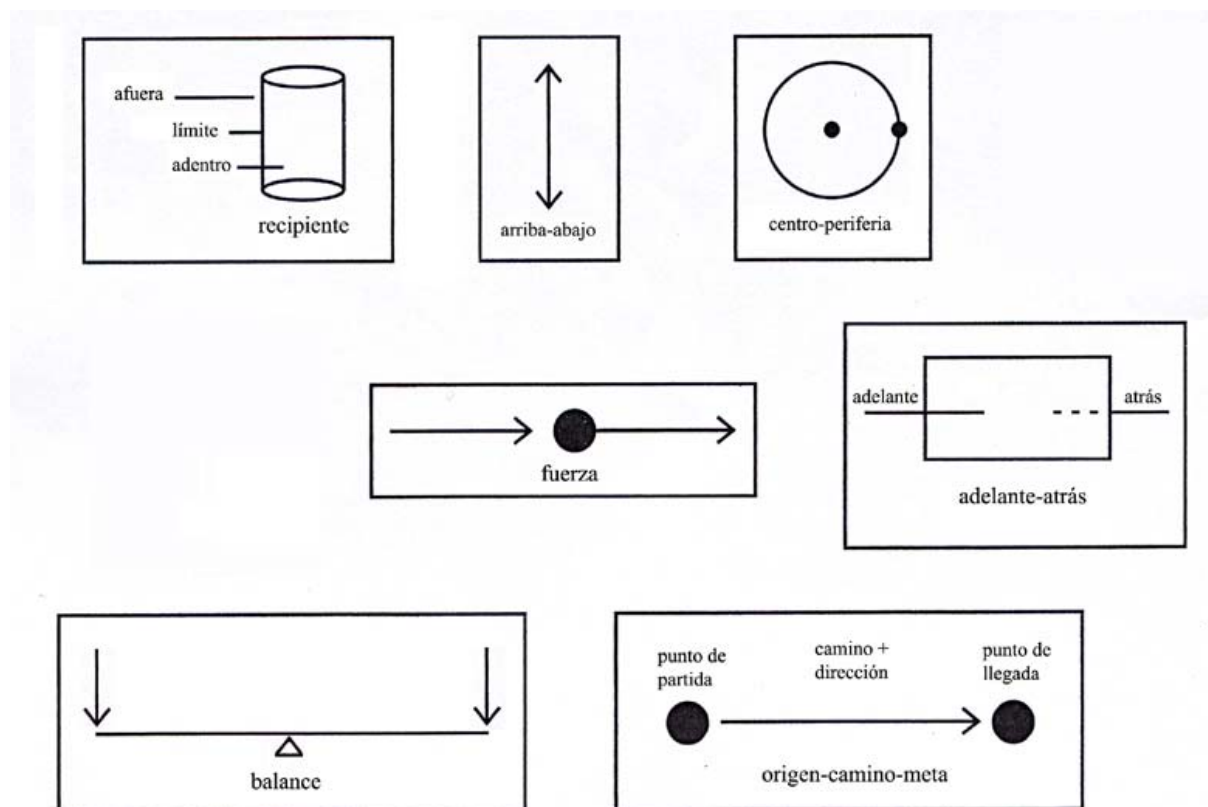 afuera
límite
adentro
recipiente
arriba-abajo
centro-periferia
fuerza
adelante
atrás
adelante-atrás
balance
punto de
partida
camino +
dirección
punto de
llegada
origen-camino-meta